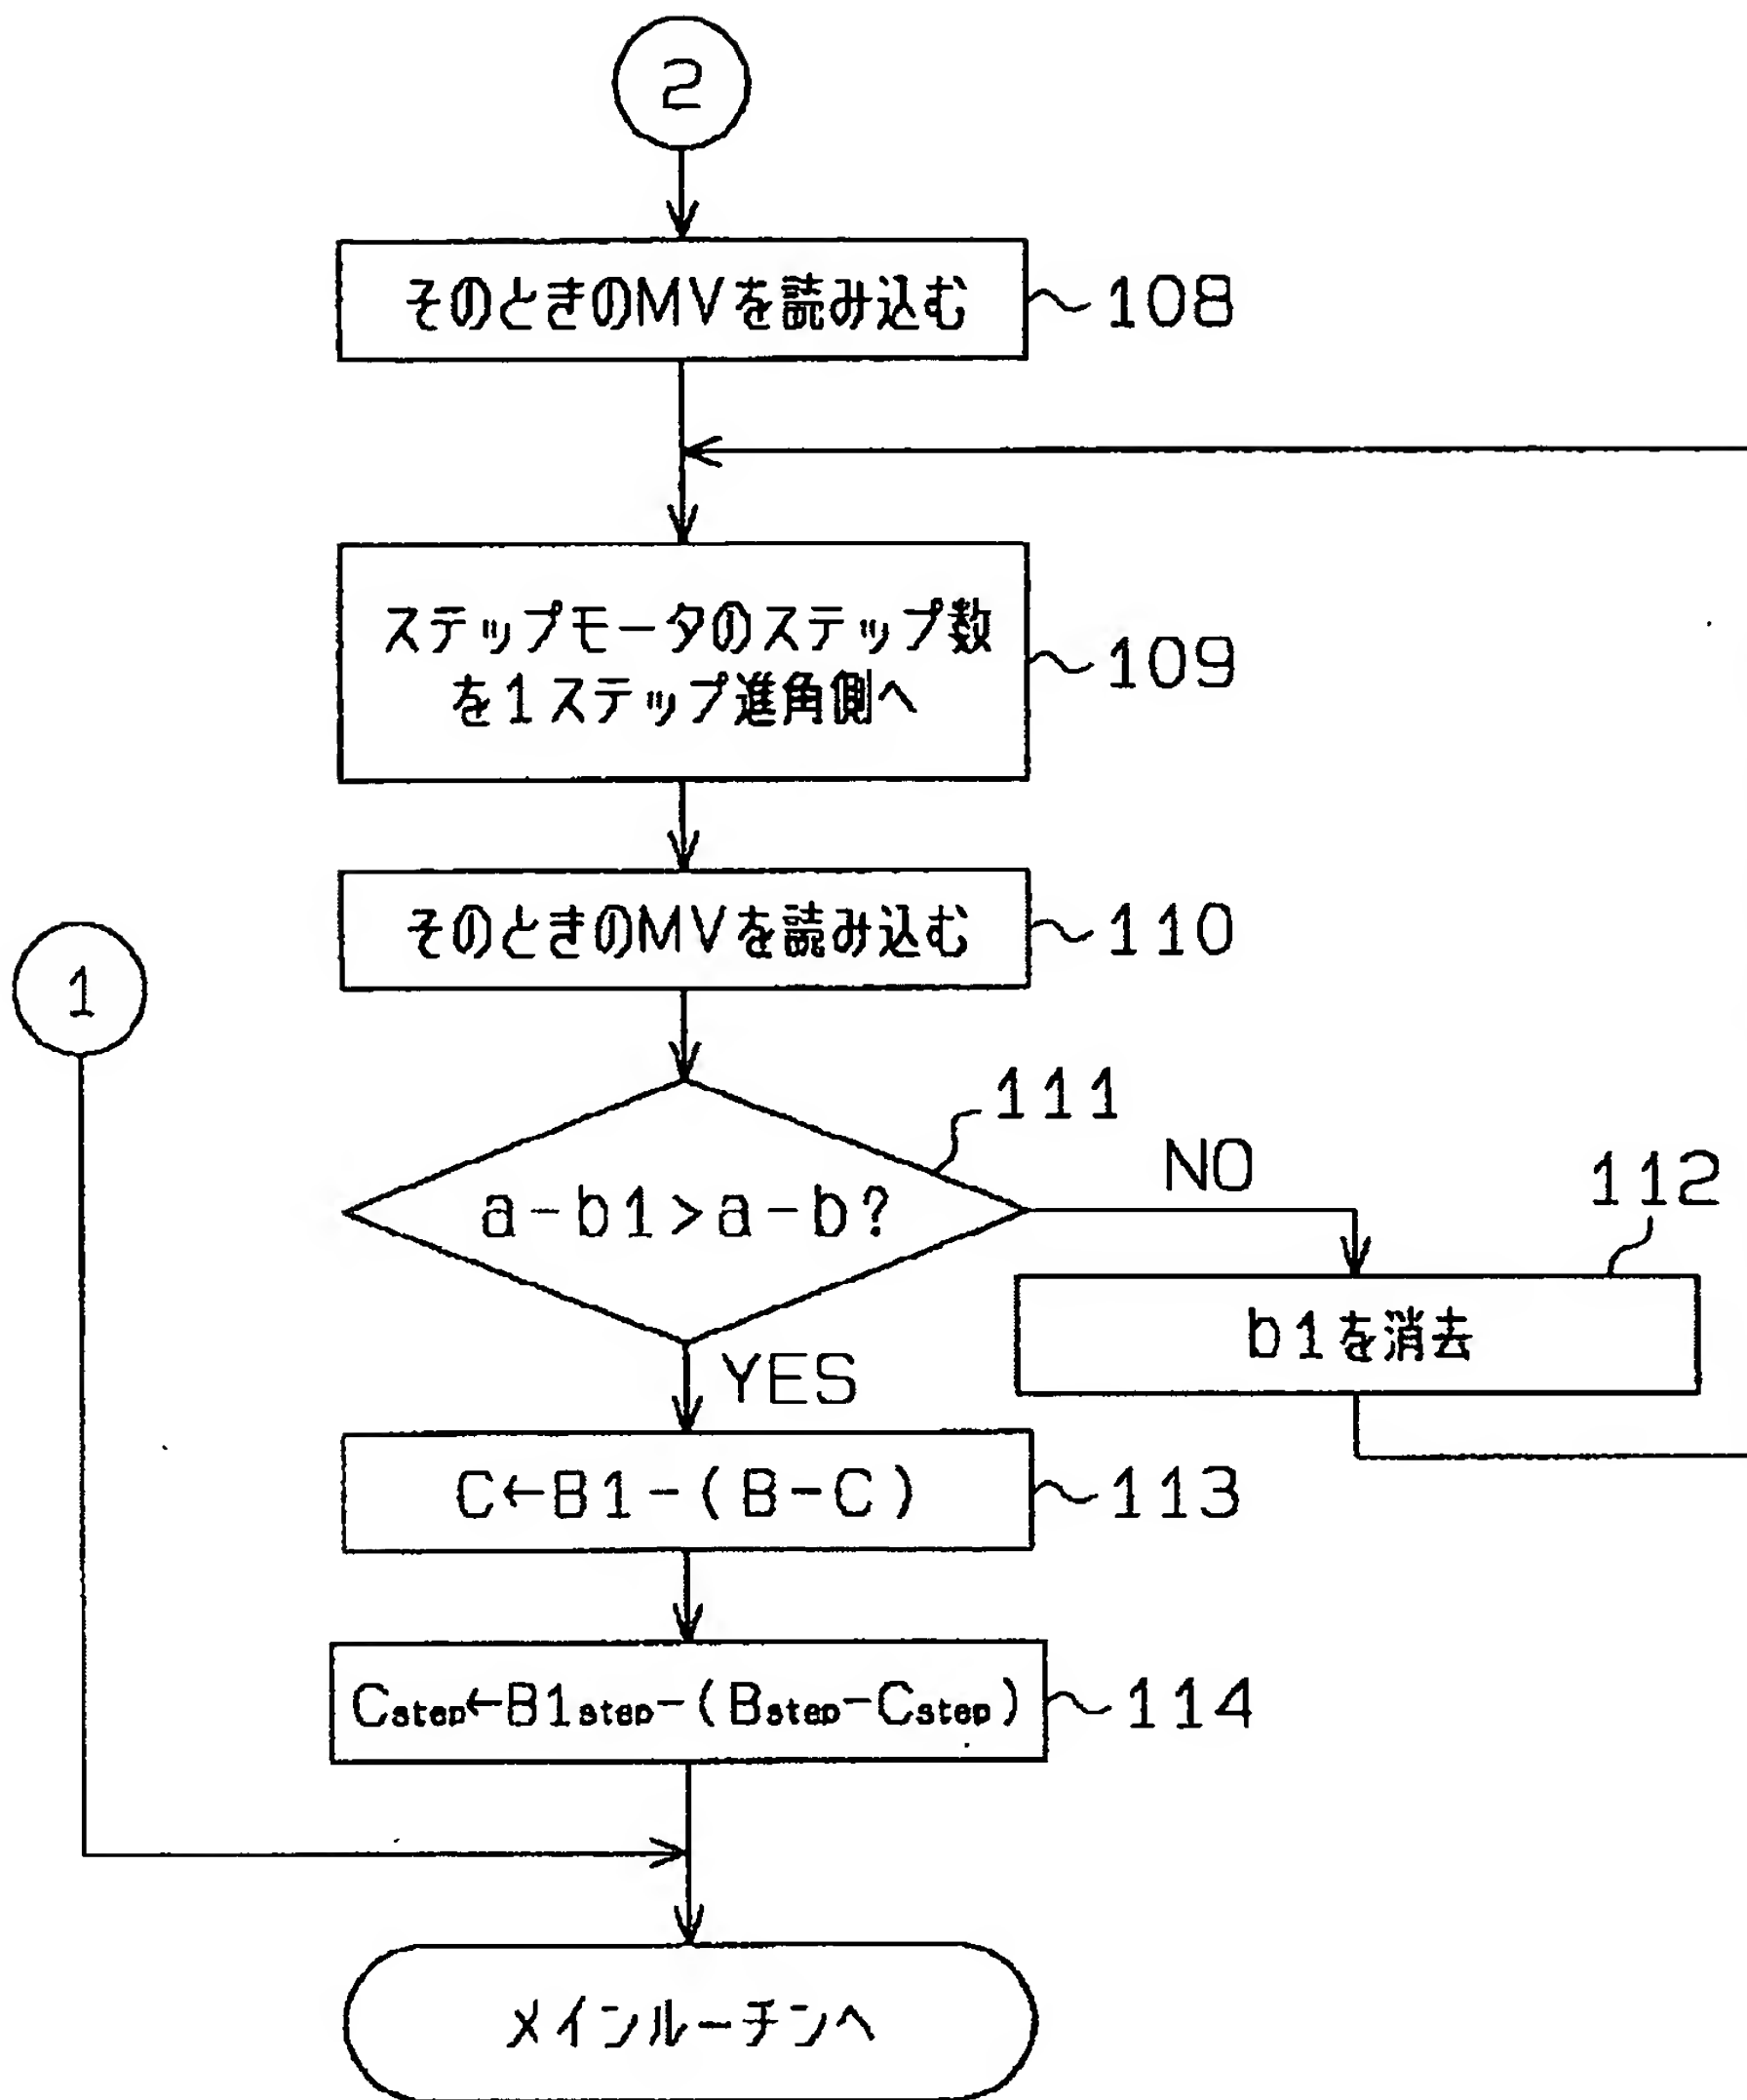 2
そのときのMVを読み込む
108
ステップモータのステップ数
を1ステップ進角側へ
109
そのときのMVを読み込む
110
1
111
a-b1>a-b?
NO
112
b1を消去
YES
C←B1-(B-C)
113
Cstep←B1step-(Bstep-Cstep)
114
メインルーチンへ